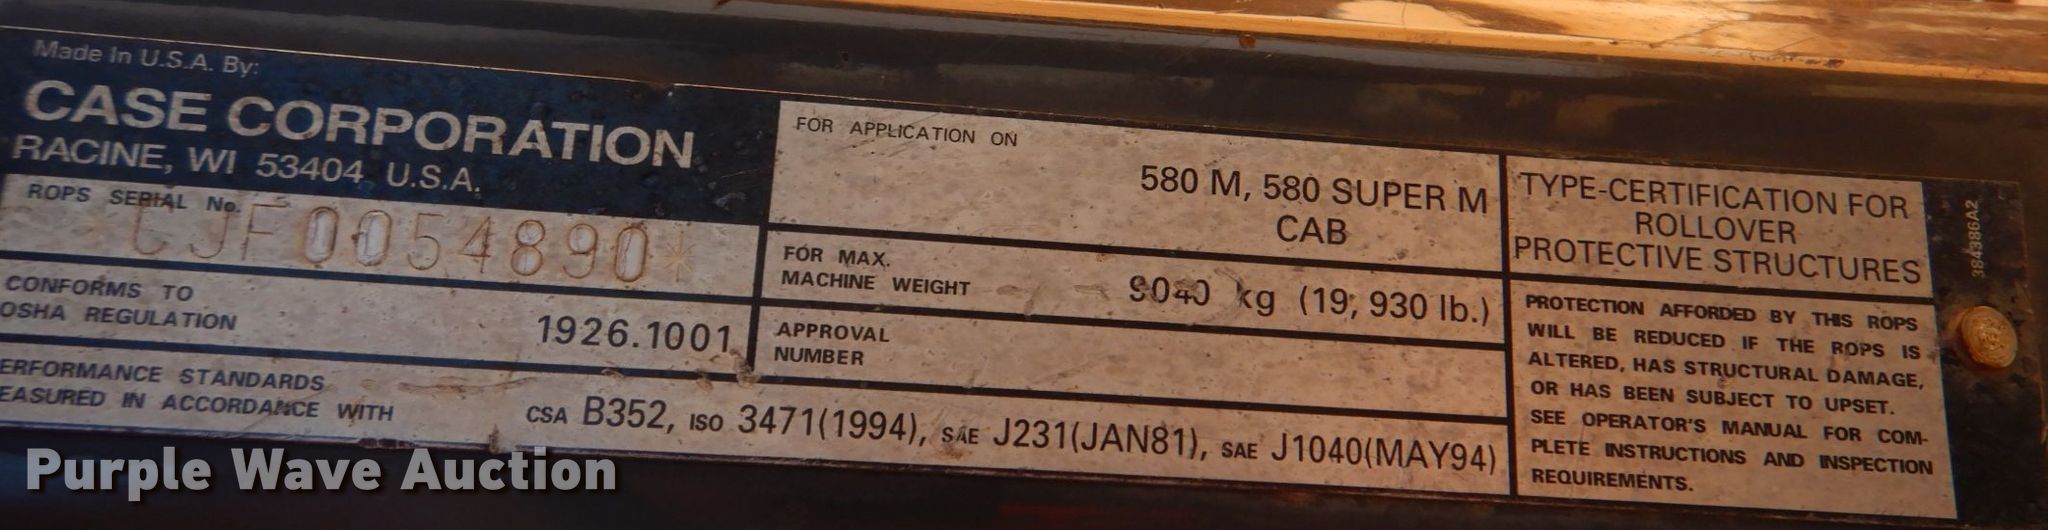 Made In U.S.A. By:
CASE CORPORATION
RACINE, WI 53404 U.S.A.
ROPS SERIAL No.
*CJF0054890*
CONFORMS TO
OSHA REGULATION
1926.1001
ERFORMANCE STANDARDS
EASURED IN ACCORDANCE WITH
CSA B352, ISO 3471(1994), SAE J231(JAN81), SAE J1040(MAY94)
FOR APPLICATION ON
580 M, 580 SUPER M
CAB
FOR MAX.
MACHINE WEIGHT
9040 kg (19, 930 lb.)
APPROVAL
NUMBER
TYPE-CERTIFICATION FOR
ROLLOVER
PROTECTIVE STRUCTURES
PROTECTION AFFORDED BY THIS ROPS
WILL BE REDUCED IF THE ROPS IS
ALTERED, HAS STRUCTURAL DAMAGE,
OR HAS BEEN SUBJECT TO UPSET.
SEE OPERATOR'S MANUAL FOR COM-
PLETE INSTRUCTIONS AND INSPECTION
REQUIREMENTS.
384386A2
Purple Wave Auction